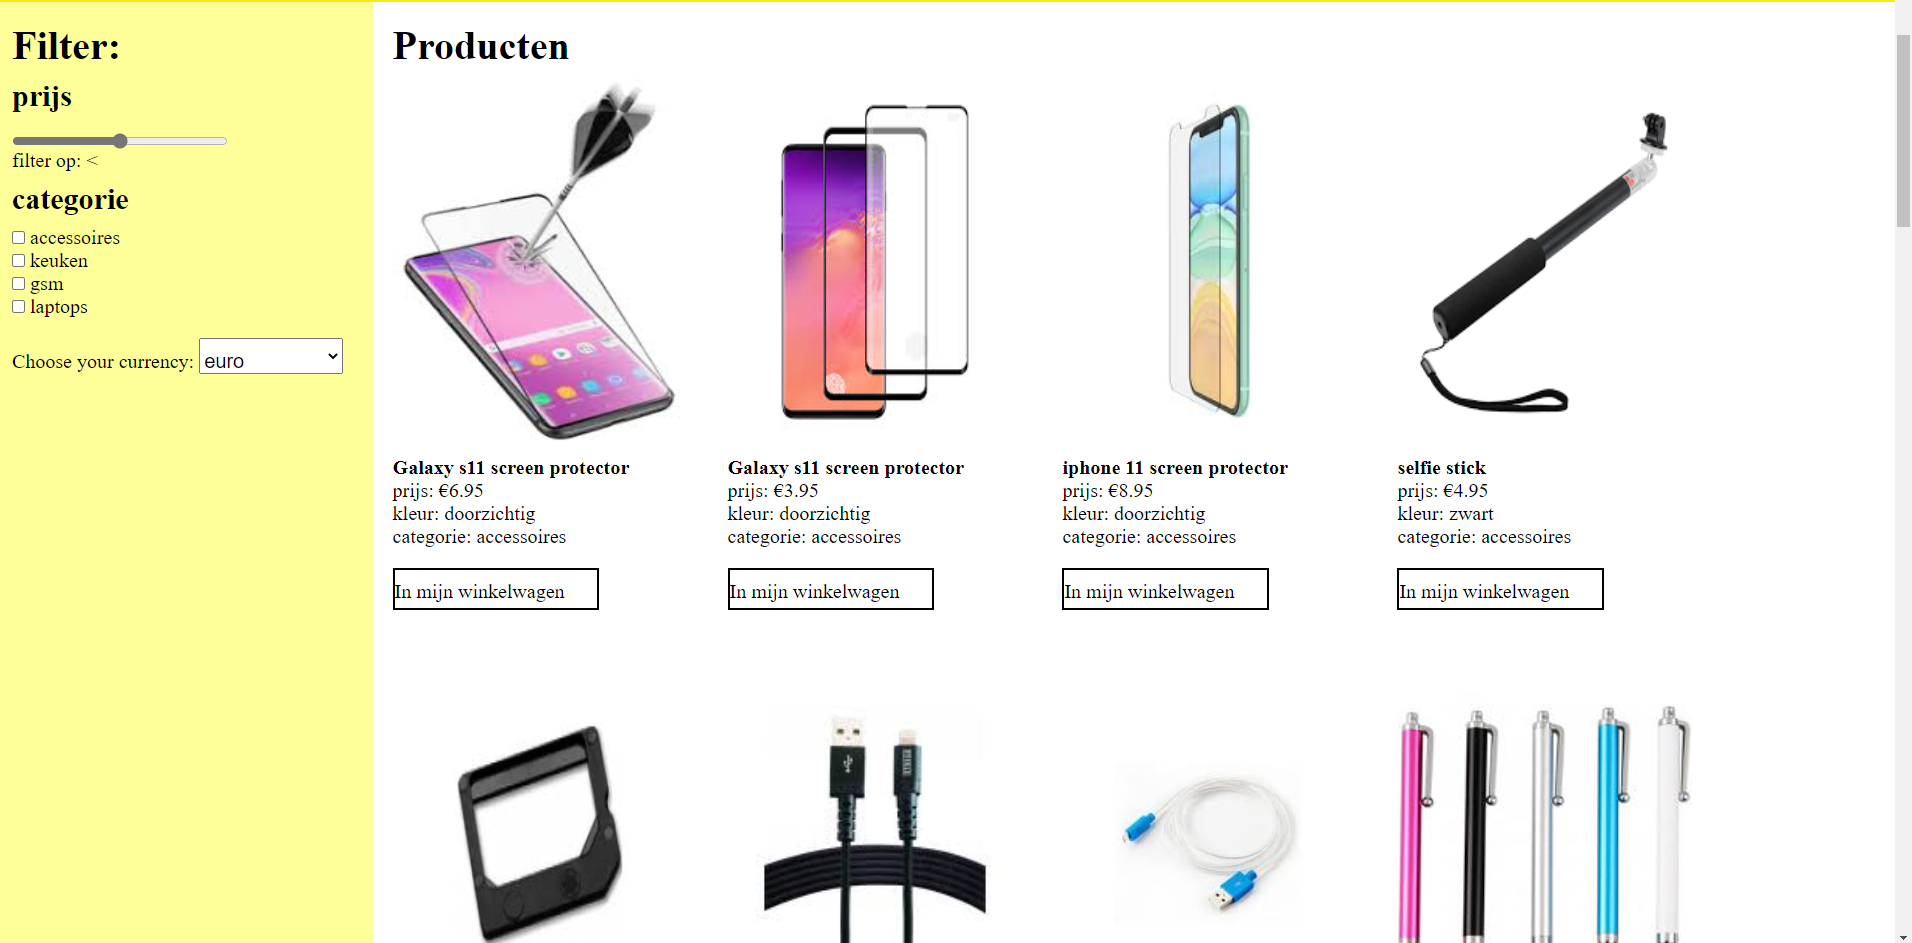 Filter:
prijs
filter op: <
categorie
accessoires
keuken
gsm
laptops
Choose your currency: euro
Producten
Galaxy s11 screen protector
prijs: €6.95
kleur: doorzichtig
categorie: accessoires
In mijn winkelwagen
Galaxy s11 screen protector
prijs: €3.95
kleur: doorzichtig
categorie: accessoires
In mijn winkelwagen
iphone 11 screen protector
prijs: €8.95
kleur: doorzichtig
categorie: accessoires
In mijn winkelwagen
selfie stick
prijs: €4.95
kleur: zwart
categorie: accessoires
In mijn winkelwagen